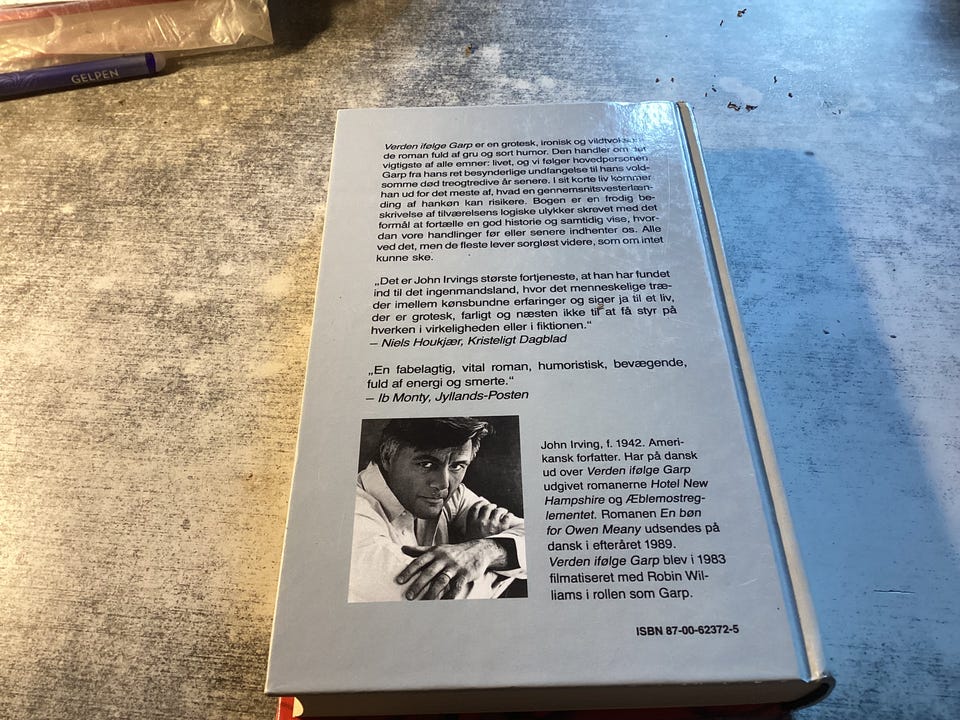 GELPEN
Verden ifølge Garp er en grotesk, ironisk og vildtvoksen-
de roman fuld af gru og sort humor. Den handler om det
vigtigste af alle emner: livet, og vi følger hovedpersonen
Garp fra hans ret besynderlige undfangelse til hans vold-
somme død treogtredive år senere. I sit korte liv kommer
han ud for det meste af, hvad en gennemsnitsvesterlæn-
ding af hankøn kan risikere. Bogen er en frodig be-
skrivelse af tilværelsens logiske ulykker skrevet med det
formål at fortælle en god historie og samtidig vise, hvor-
dan vore handlinger før eller senere indhenter os. Alle
ved det, men de fleste lever sorgløst videre, som om intet
kunne ske.
„Det er John Irvings største fortjeneste, at han har fundet
ind til det ingenmandsland, hvor det menneskelige træ-
der imellem kønsbundne erfaringer og siger ja til et liv,
der er grotesk, farligt og næsten ikke til at få styr på
hverken i virkeligheden eller i fiktionen.“
– Niels Houkjær, Kristeligt Dagblad
„En fabelagtig, vital roman, humoristisk, bevægende,
fuld af energi og smerte.“
– Ib Monty, Jyllands-Posten
John Irving, f. 1942. Ameri-
kansk forfatter. Har på dansk
ud over Verden ifølge Garp
udgivet romanerne Hotel New
Hampshire og Æblemostreg-
lementet. Romanen En bøn
for Owen Meany udsendes på
dansk i efteråret 1989.
Verden ifølge Garp blev i 1983
filmatiseret med Robin Wil-
liams i rollen som Garp.
ISBN 87-00-62372-5